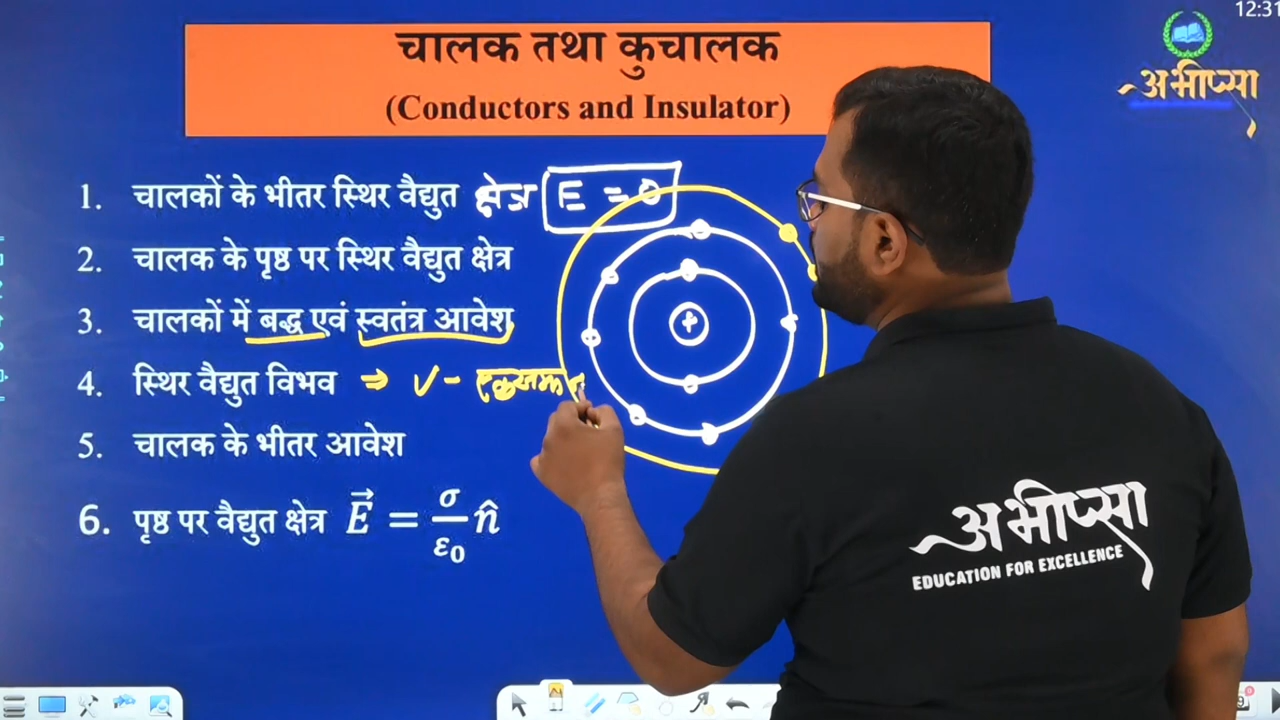 12:31
अभीप्सा
चालक तथा कुचालक
(Conductors and Insulator)
1. चालकों के भीतर स्थिर वैद्युत क्षेत्र E = 0
2. चालक के पृष्ठ पर स्थिर वैद्युत क्षेत्र
3. चालकों में बद्ध एवं स्वतंत्र आवेश
+
4. स्थिर वैद्युत विभव ⇒ V -
5. चालक के भीतर आवेश
6. पृष्ठ पर वैद्युत क्षेत्र E⃗ = σ/ε₀ n̂
अभीप्सा
EDUCATION FOR EXCELLENCE